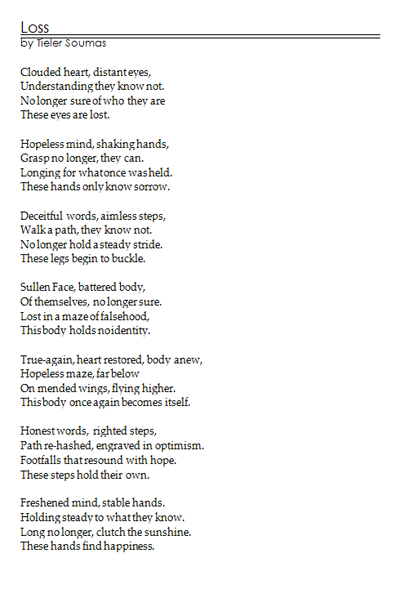 Loss
by Tieler Soumas
Clouded heart, distant eyes,
Understanding they know not.
No longer sure of who they are
These eyes are lost.
Hopeless mind, shaking hands,
Grasp no longer, they can.
Longing for what once was held.
These hands only know sorrow.
Deceitful words, aimless steps,
Walk a path, they know not.
No longer hold a steady stride.
These legs begin to buckle.
Sullen Face, battered body,
Of themselves, no longer sure.
Lost in a maze of falsehood,
This body holds no identity.
True-again, heart restored, body anew,
Hopeless maze, far below
On mended wings, flying higher.
This body once again becomes itself.
Honest words, righted steps,
Path re-hashed, engraved in optimism.
Footfalls that resound with hope.
These steps hold their own.
Freshened mind, stable hands.
Holding steady to what they know.
Long no longer, clutch the sunshine.
These hands find happiness.